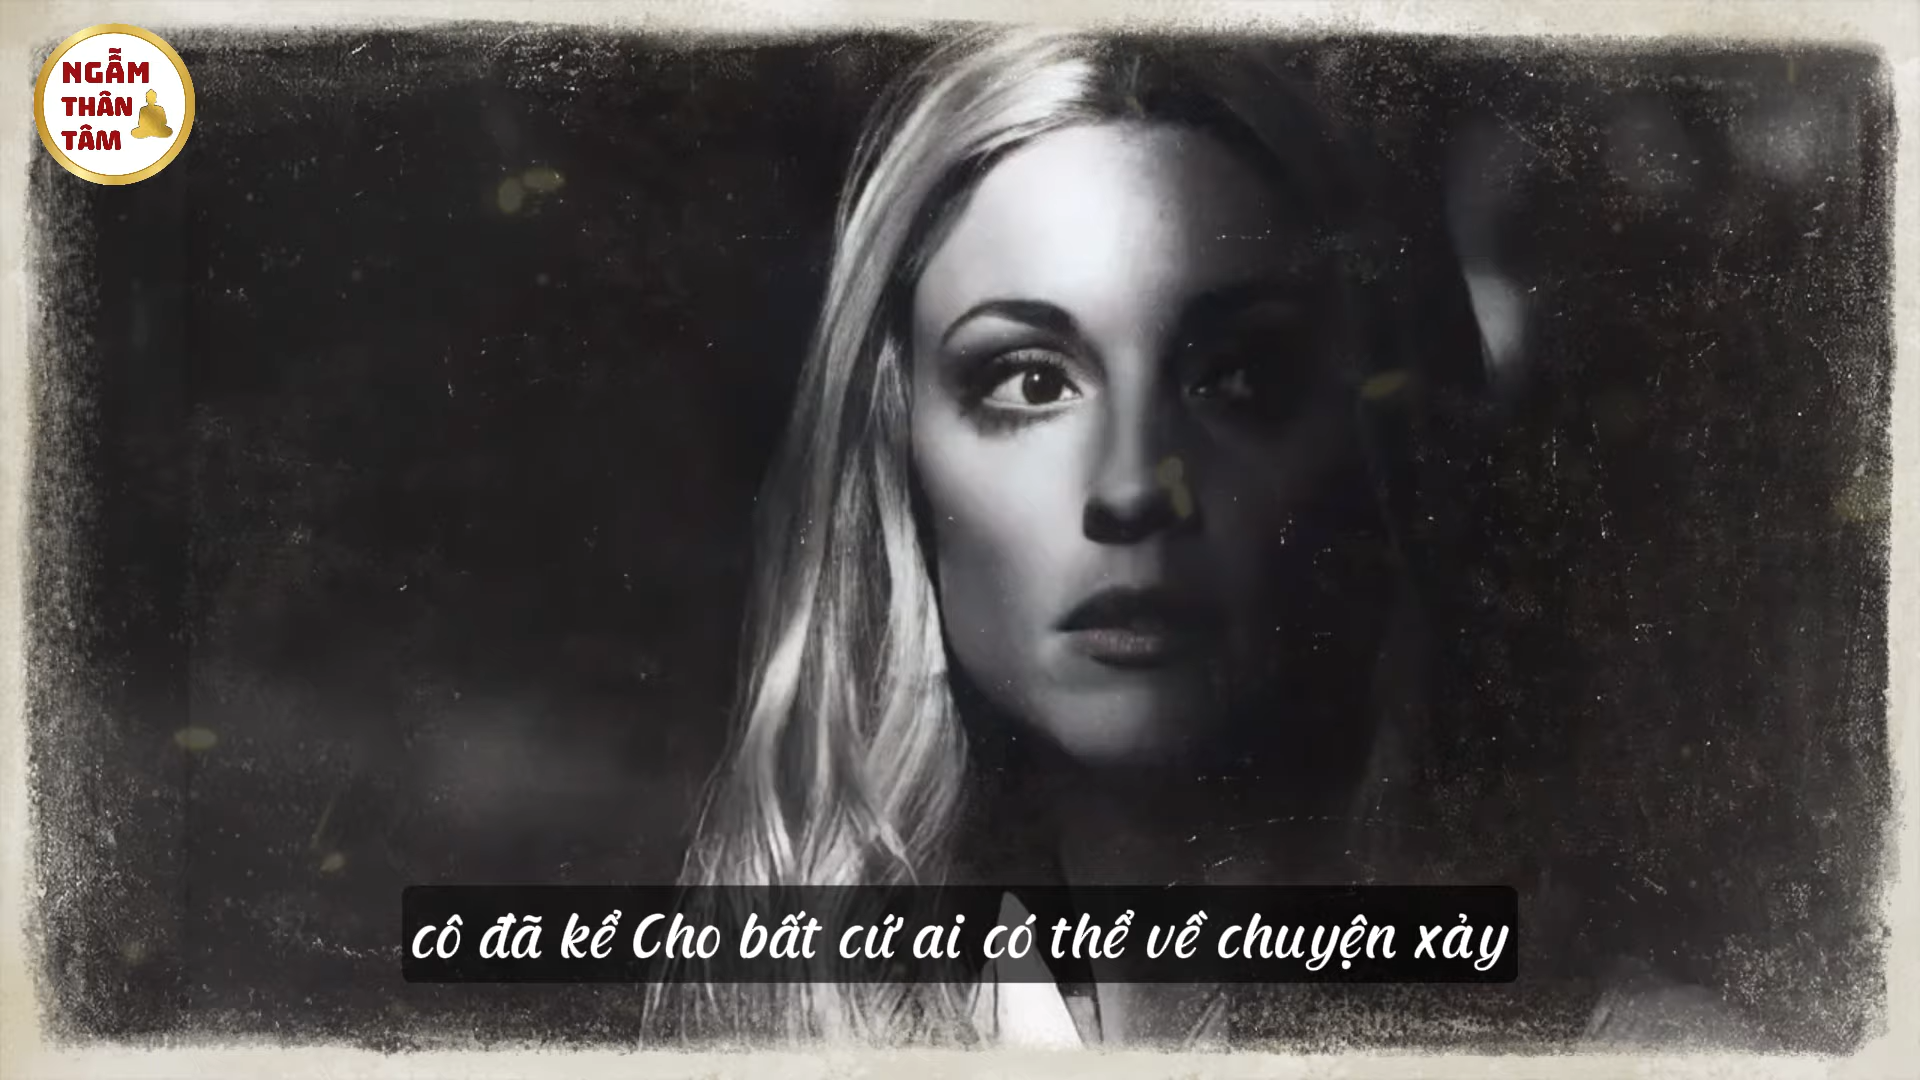 NGẪM
THÂN
TÂM
cô đã kể Cho bất cứ ai có thể về chuyện xảy